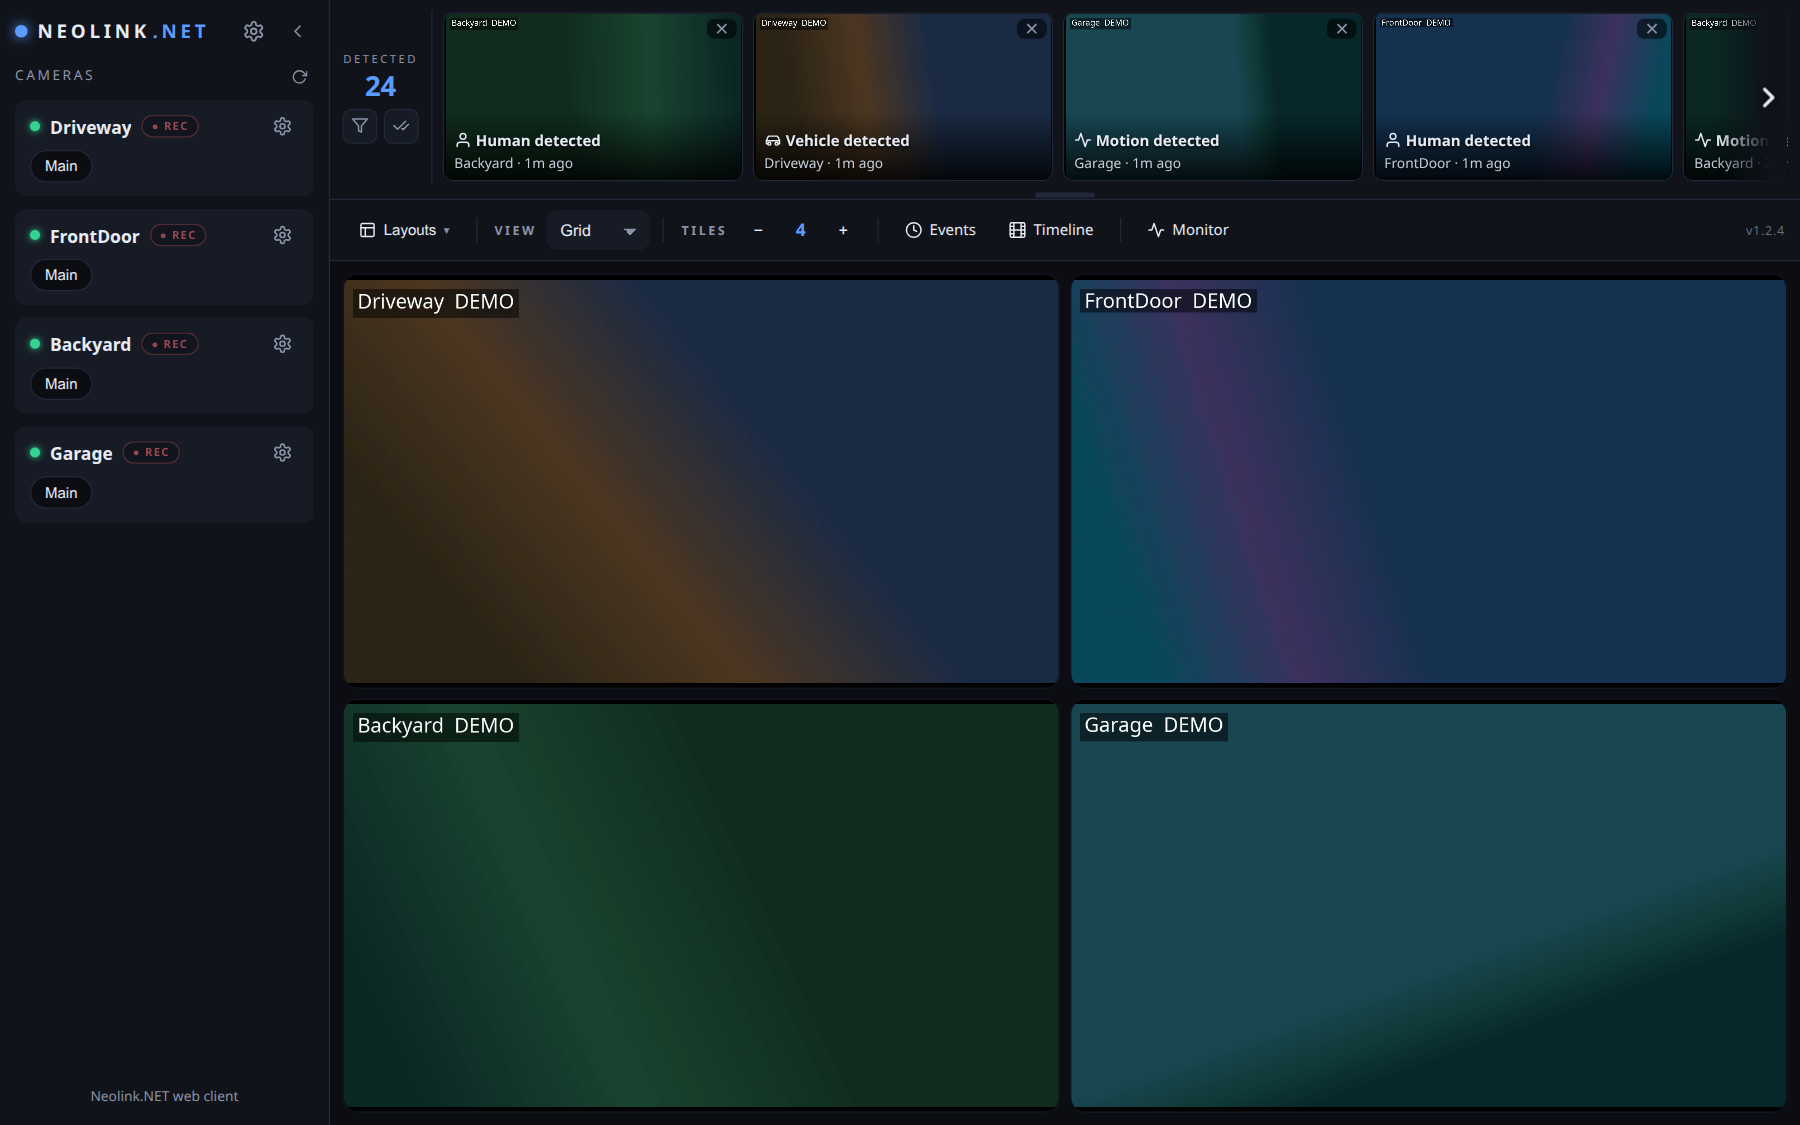 NEOLINK.NET
CAMERAS
Driveway
• REC
Main
FrontDoor
• REC
Main
Backyard
• REC
Main
Garage
• REC
Main
Neolink.NET web client
DETECTED
24
Backyard DEMO
Human detected
Backyard · 1m ago
Driveway DEMO
Vehicle detected
Driveway · 1m ago
Garage DEMO
Motion detected
Garage · 1m ago
FrontDoor DEMO
Human detected
FrontDoor · 1m ago
Backyard DEMO
Motion
Backyard ·
Layouts ▾
VIEW
Grid
TILES
− 4 +
Events
Timeline
Monitor
v1.2.4
Driveway DEMO
FrontDoor DEMO
Backyard DEMO
Garage DEMO